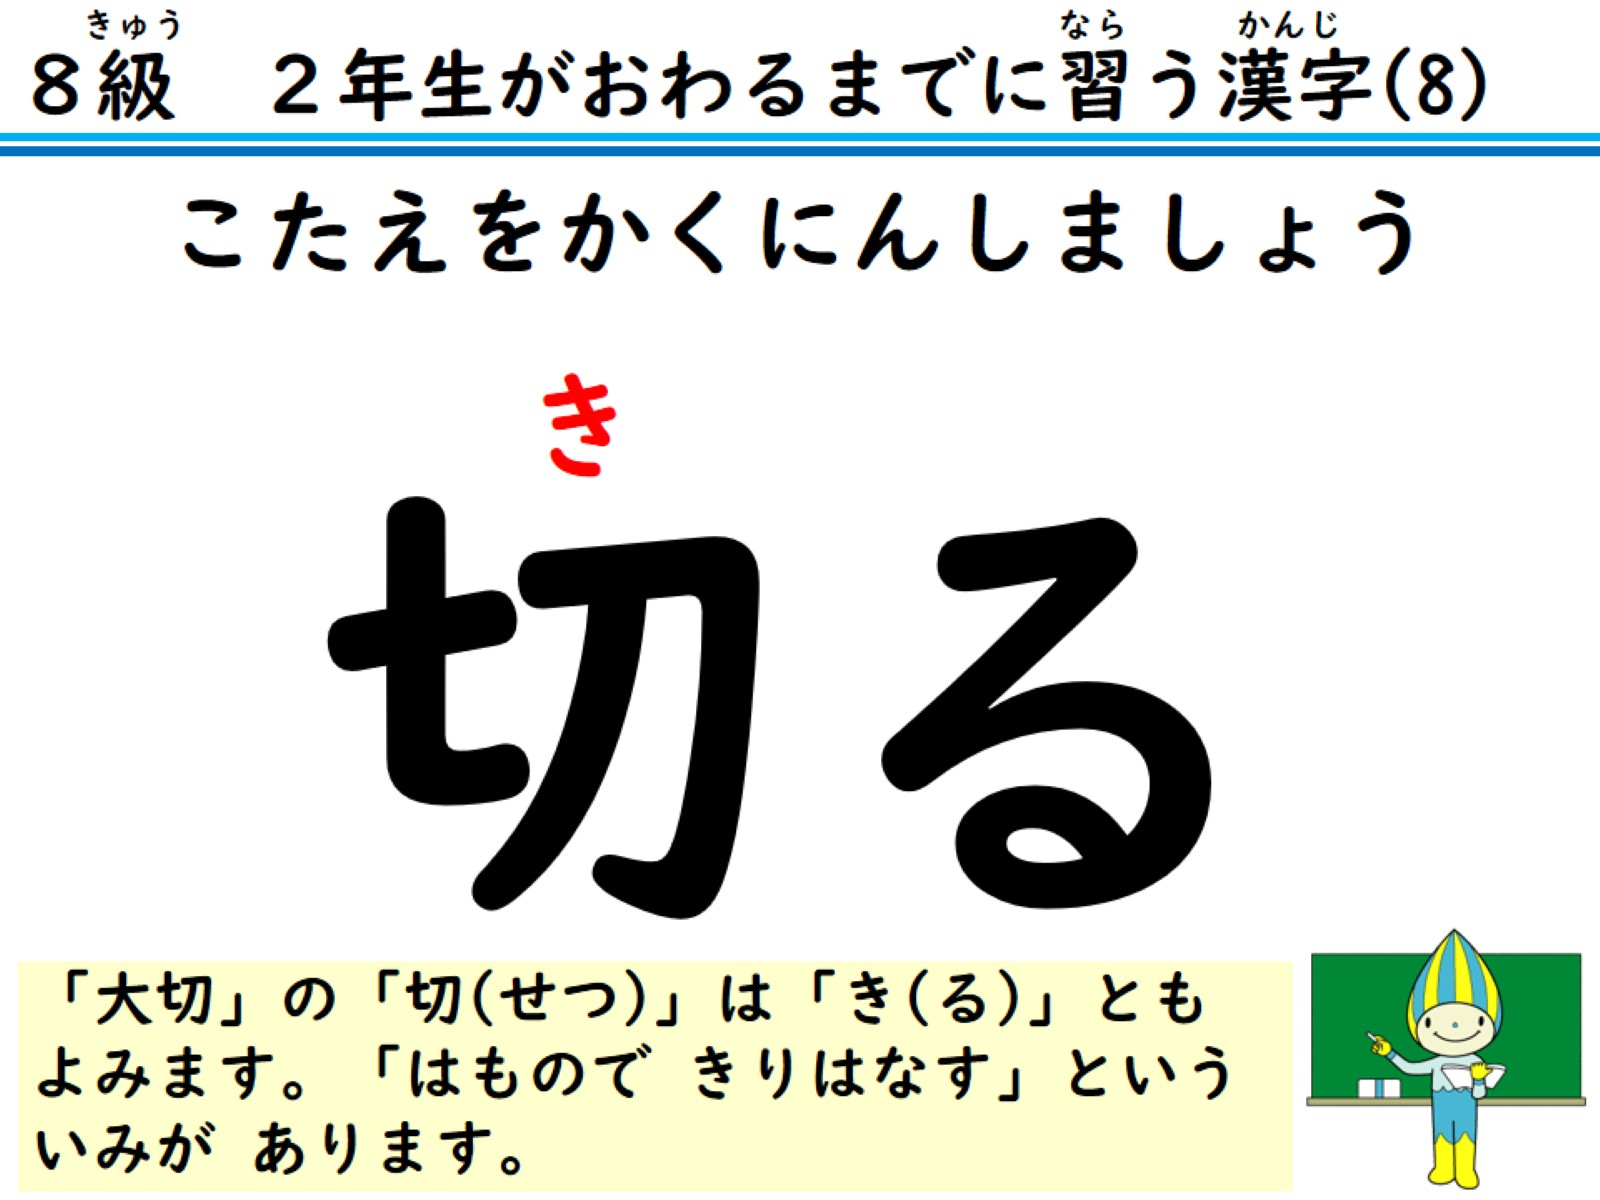 きゅう なら かんじ
８級　２年生がおわるまでに習う漢字(8)
こたえをかくにんしましょう
き
切る
「大切」の「切(せつ)」は「き(る)」とも
よみます。「はもので きりはなす」という
いみが あります。